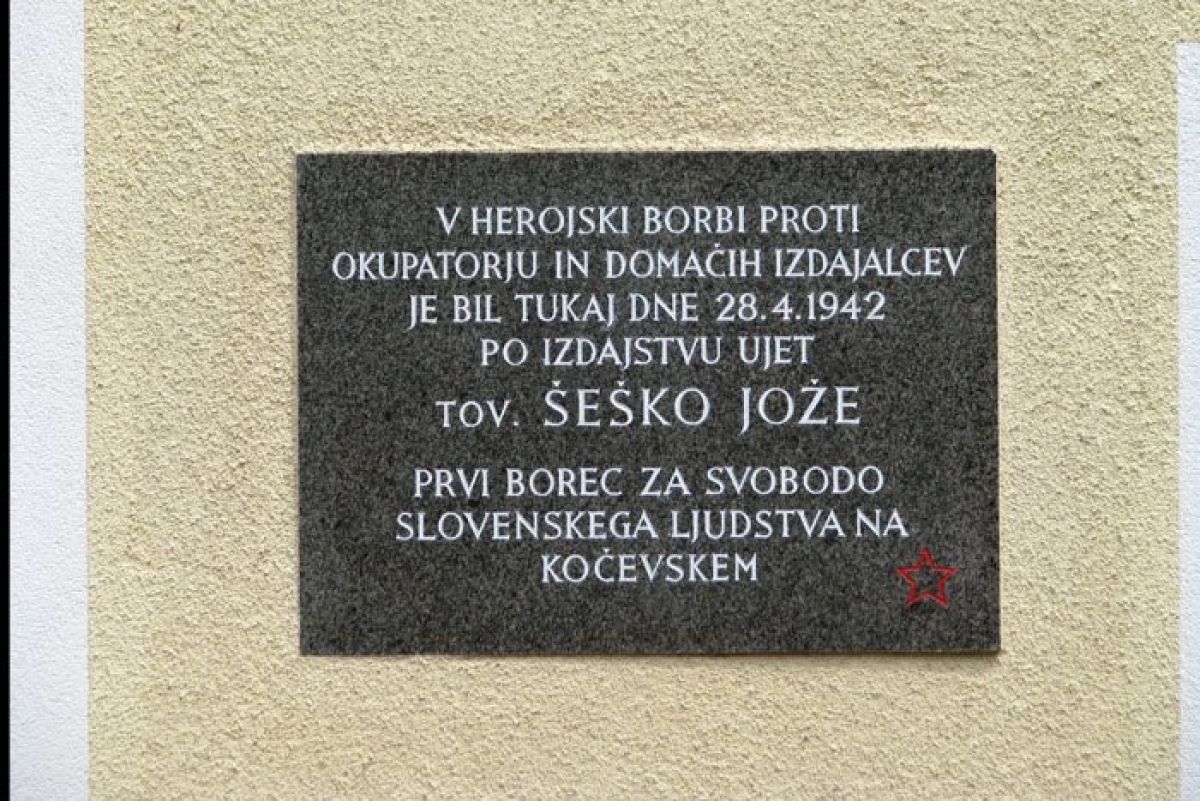 V HEROJSKI BORBI PROTI
OKUPATORJU IN DOMAČIH IZDAJALCEV
JE BIL TUKAJ DNE 28.4.1942
PO IZDAJSTVU UJET
TOV. ŠEŠKO JOŽE
PRVI BOREC ZA SVOBODO
SLOVENSKEGA LJUDSTVA NA
KOČEVSKEM